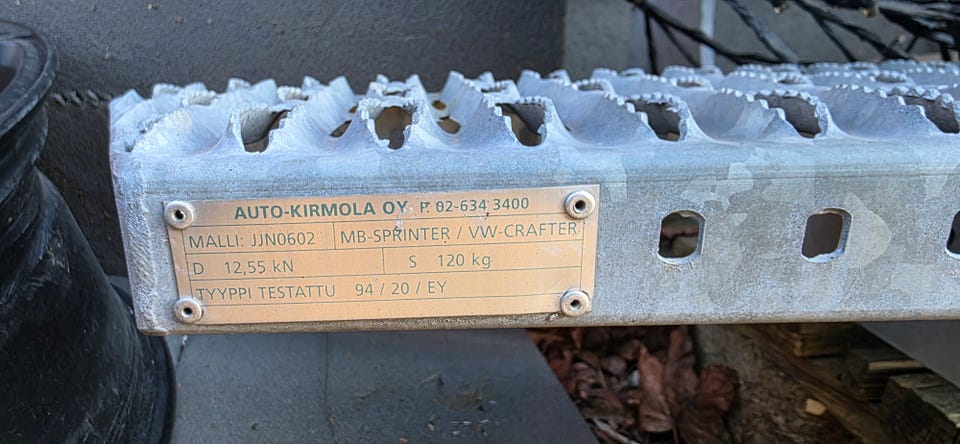 AUTO-KIRMOLA OY P. 02-634 3400
MALLI: JJN0602 MB-SPRINTER / VW-CRAFTER
D 12,55 kN S 120 kg
TYYPPI TESTATTU 94 / 20 / EY